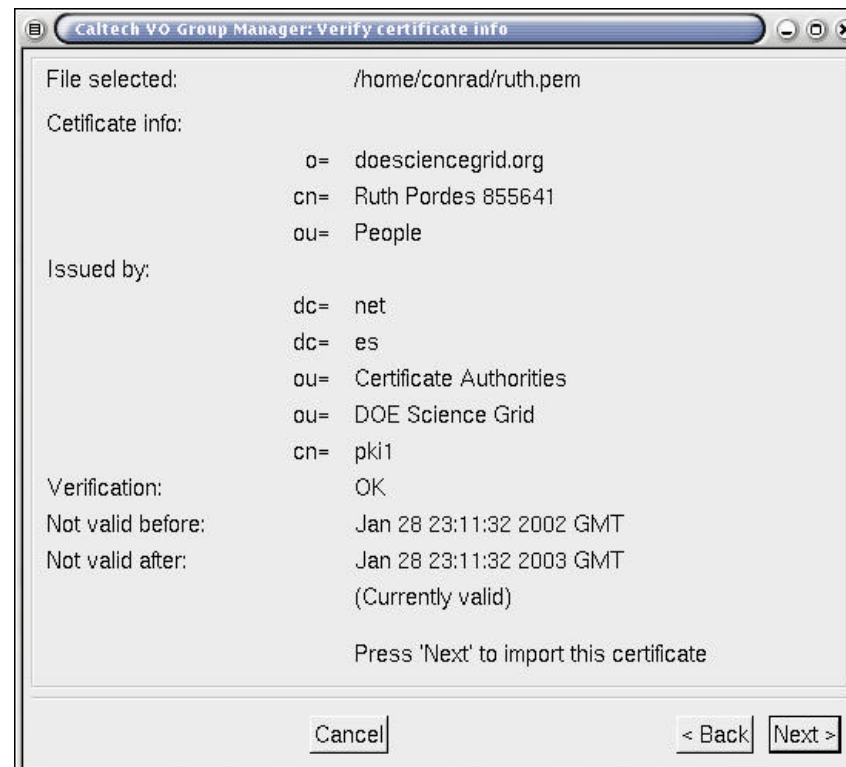 Caltech VO Group Manager: Verify certificate info
File selected: /home/conrad/ruth.pem
Cetificate info:
o= doesciencegrid.org
cn= Ruth Pordes 855641
ou= People
Issued by:
dc= net
dc= es
ou= Certificate Authorities
ou= DOE Science Grid
cn= pki1
Verification: OK
Not valid before: Jan 28 23:11:32 2002 GMT
Not valid after: Jan 28 23:11:32 2003 GMT
(Currently valid)
Press 'Next' to import this certificate
Cancel < Back Next >